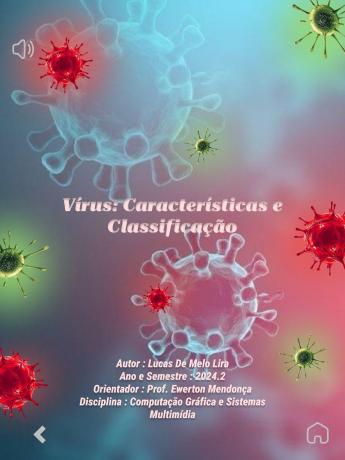 Vírus: Características e
Classificação
Autor : Lucas De Melo Lira
Ano e Semestre : 2024.2
Orientador : Prof. Ewerton Mendonça
Disciplina : Computação Gráfica e Sistemas
Multimídia